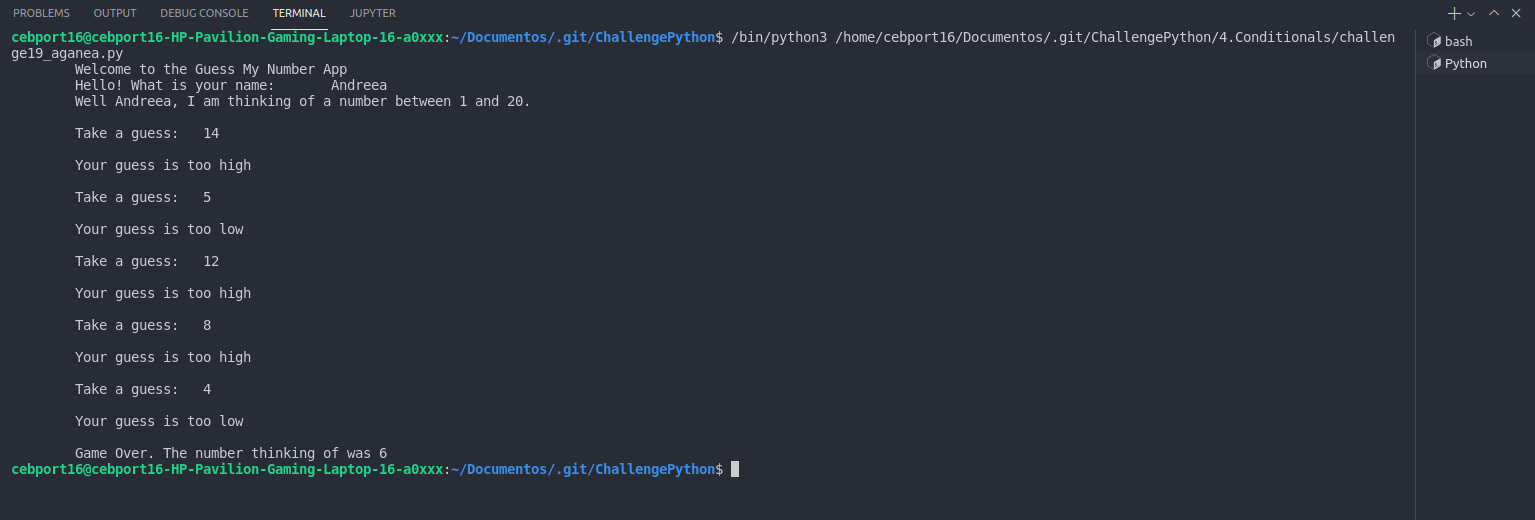 PROBLEMS OUTPUT DEBUG CONSOLE TERMINAL JUPYTER
cebport16@cebport16-HP-Pavilion-Gaming-Laptop-16-a0xxx:~/Documentos/.git/ChallengePython$ /bin/python3 /home/cebport16/Documentos/.git/ChallengePython/4.Conditionals/challen
ge19_aganea.py
Welcome to the Guess My Number App
Hello! What is your name: Andreea
Well Andreea, I am thinking of a number between 1 and 20.
Take a guess: 14
Your guess is too high
Take a guess: 5
Your guess is too low
Take a guess: 12
Your guess is too high
Take a guess: 8
Your guess is too high
Take a guess: 4
Your guess is too low
Game Over. The number thinking of was 6
cebport16@cebport16-HP-Pavilion-Gaming-Laptop-16-a0xxx:~/Documentos/.git/ChallengePython$
bash
Python